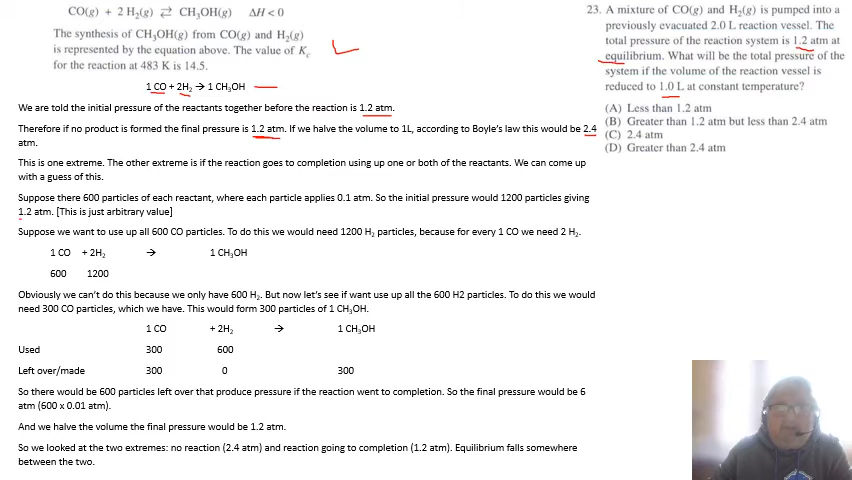 CO(g) + 2 H₂(g) ⇄ CH₃OH(g) ΔH < 0
The synthesis of CH₃OH(g) from CO(g) and H₂(g)
is represented by the equation above. The value of K꜀
for the reaction at 483 K is 14.5.
1 CO + 2H₂ → 1 CH₃OH
We are told the initial pressure of the reactants together before the reaction is 1.2 atm.
Therefore if no product is formed the final pressure is 1.2 atm. If we halve the volume to 1L, according to Boyle's law this would be 2.4
atm.
This is one extreme. The other extreme is if the reaction goes to completion using up one or both of the reactants. We can come up
with a guess of this.
Suppose there 600 particles of each reactant, where each particle applies 0.1 atm. So the initial pressure would 1200 particles giving
1.2 atm. [This is just arbitrary value]
Suppose we want to use up all 600 CO particles. To do this we would need 1200 H₂ particles, because for every 1 CO we need 2 H₂.
1 CO + 2H₂ → 1 CH₃OH
600 1200
Obviously we can't do this because we only have 600 H₂. But now let's see if want use up all the 600 H2 particles. To do this we would
need 300 CO particles, which we have. This would form 300 particles of 1 CH₃OH.
1 CO + 2H₂ → 1 CH₃OH
Used 300 600
Left over/made 300 0 300
So there would be 600 particles left over that produce pressure if the reaction went to completion. So the final pressure would be 6
atm (600 x 0.01 atm).
And we halve the volume the final pressure would be 1.2 atm.
So we looked at the two extremes: no reaction (2.4 atm) and reaction going to completion (1.2 atm). Equilibrium falls somewhere
between the two.
23. A mixture of CO(g) and H₂(g) is pumped into a
previously evacuated 2.0 L reaction vessel. The
total pressure of the reaction system is 1.2 atm at
equilibrium. What will be the total pressure of the
system if the volume of the reaction vessel is
reduced to 1.0 L at constant temperature?
(A) Less than 1.2 atm
(B) Greater than 1.2 atm but less than 2.4 atm
(C) 2.4 atm
(D) Greater than 2.4 atm